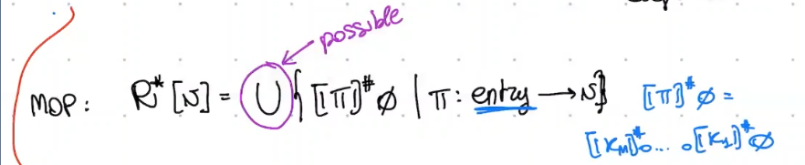 possible
MOP: R*[N] = ∪{ [[π]]# ∅ | π: entry → N} [[π]]# ∅ =
[[Km]]# ∘ ... ∘ [[K1]]# ∅